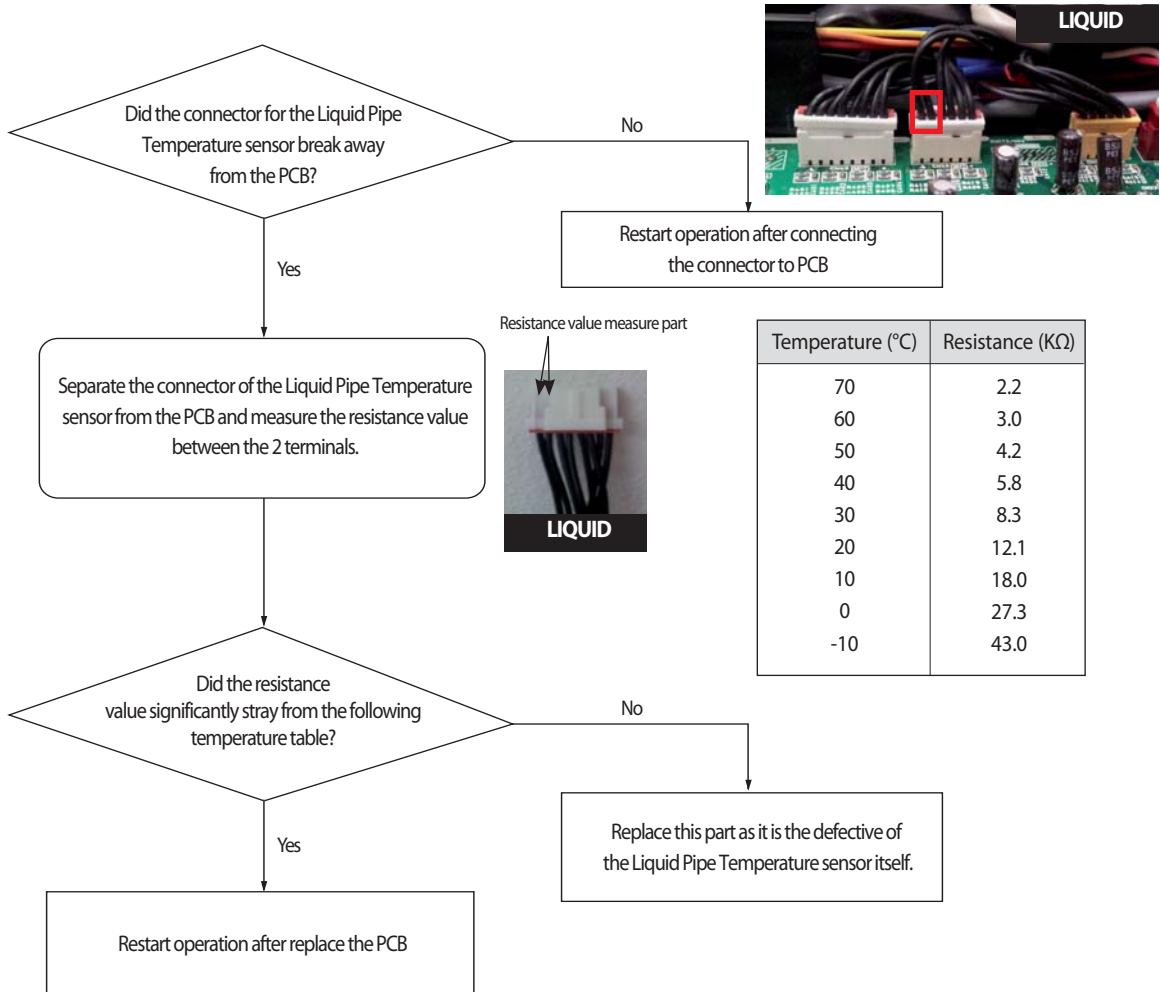 LIQUID
Did the connector for the Liquid Pipe
Temperature sensor break away
from the PCB?
No
Restart operation after connecting
the connector to PCB
Yes
Resistance value measure part
LIQUID
Separate the connector of the Liquid Pipe Temperature
sensor from the PCB and measure the resistance value
between the 2 terminals.
Temperature (°C) Resistance (KΩ)
70 2.2
60 3.0
50 4.2
40 5.8
30 8.3
20 12.1
10 18.0
0 27.3
-10 43.0
Did the resistance
value significantly stray from the following
temperature table?
No
Replace this part as it is the defective of
the Liquid Pipe Temperature sensor itself.
Yes
Restart operation after replace the PCB